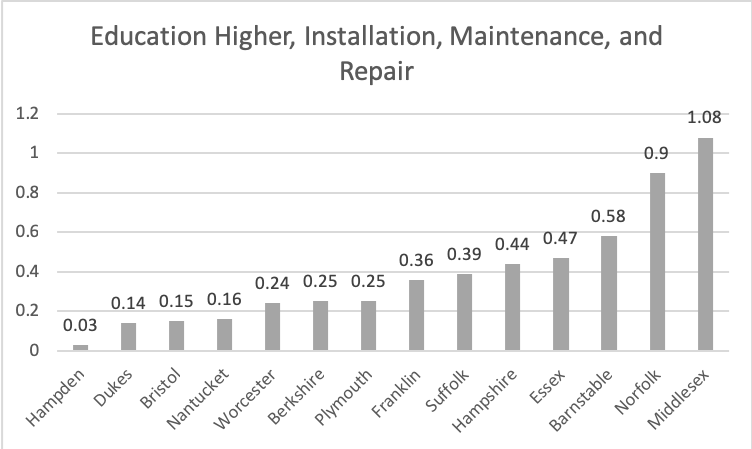 Education Higher, Installation, Maintenance, and
Repair
1.2
1
0.8
0.6
0.4
0.2
0
0.03
0.14
0.15
0.16
0.24
0.25
0.25
0.36
0.39
0.44
0.47
0.58
0.9
1.08
Hampden
Dukes
Bristol
Nantucket
Worcester
Berkshire
Plymouth
Franklin
Suffolk
Hampshire
Essex
Barnstable
Norfolk
Middlesex